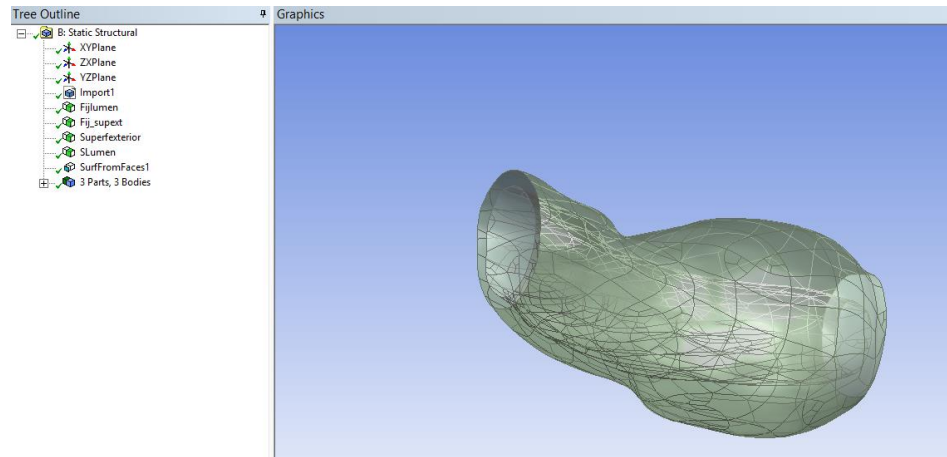 Tree Outline
Graphics
B: Static Structural
XYPlane
ZXPlane
YZPlane
Import1
Fijlumen
Fij_supext
Superfexterior
SLumen
SurfFromFaces1
3 Parts, 3 Bodies